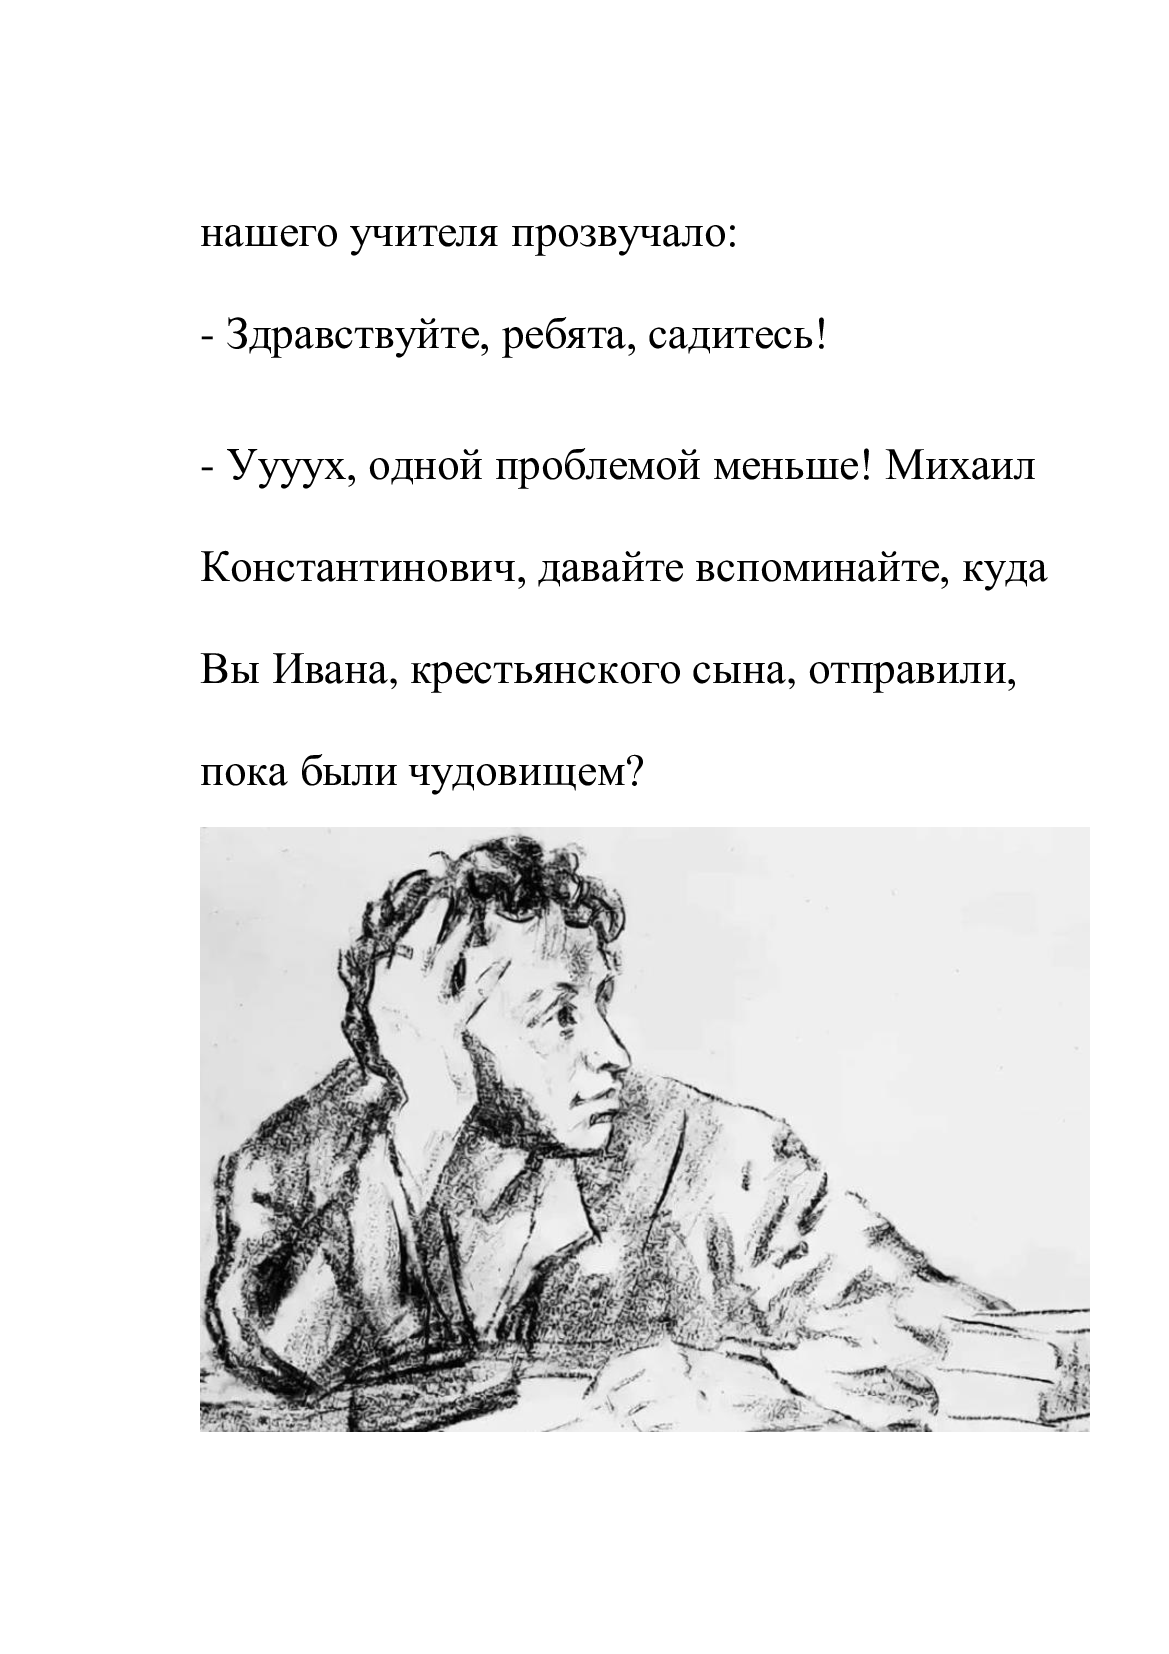 нашего учителя прозвучало:
- Здравствуйте, ребята, садитесь!
- Уууух, одной проблемой меньше! Михаил
Константинович, давайте вспоминайте, куда
Вы Ивана, крестьянского сына, отправили,
пока были чудовищем?